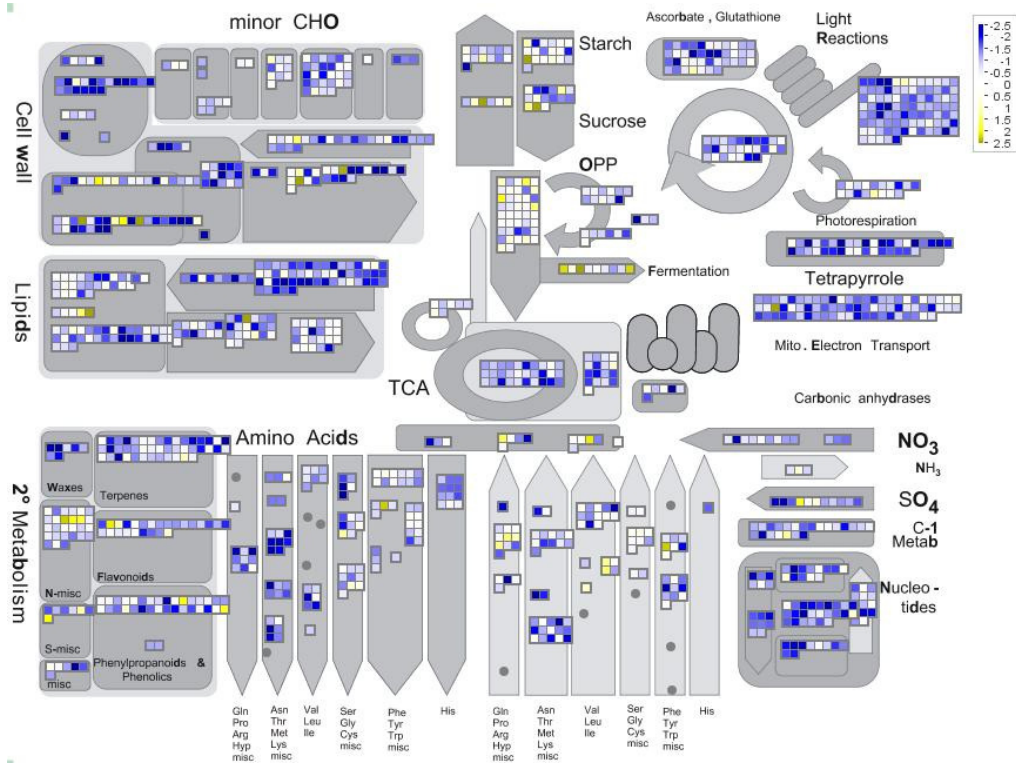 minor CHO
Cell wall
Lipids
2° Metabolism
Starch
Sucrose
OPP
Fermentation
TCA
Ascorbate , Glutathione
Light
Reactions
-2.5
-2
-1.5
-1
-0.5
0
0.5
1
1.5
2
2.5
Photorespiration
Tetrapyrrole
Mito . Electron Transport
Carbonic anhydrases
Amino Acids
Waxes
Terpenes
Flavonoids
N-misc
S-misc
misc
Phenylpropanoids &
Phenolics
NO3
NH3
SO4
C-1
Metab
Nucleo -
tides
Gln
Pro
Arg
Hyp
misc
Asn
Thr
Met
Lys
misc
Val
Leu
Ile
Ser
Gly
Cys
misc
Phe
Tyr
Trp
misc
His
Gln
Pro
Arg
Hyp
misc
Asn
Thr
Met
Lys
misc
Val
Leu
Ile
Ser
Gly
Cys
misc
Phe
Tyr
Trp
misc
His